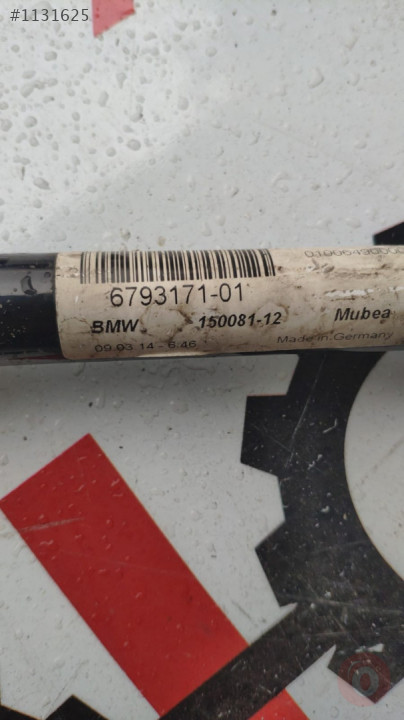 #1131625
6793171-01
BMW 150081-12 Mubea
09.03.14 - 6:46 Made in Germany